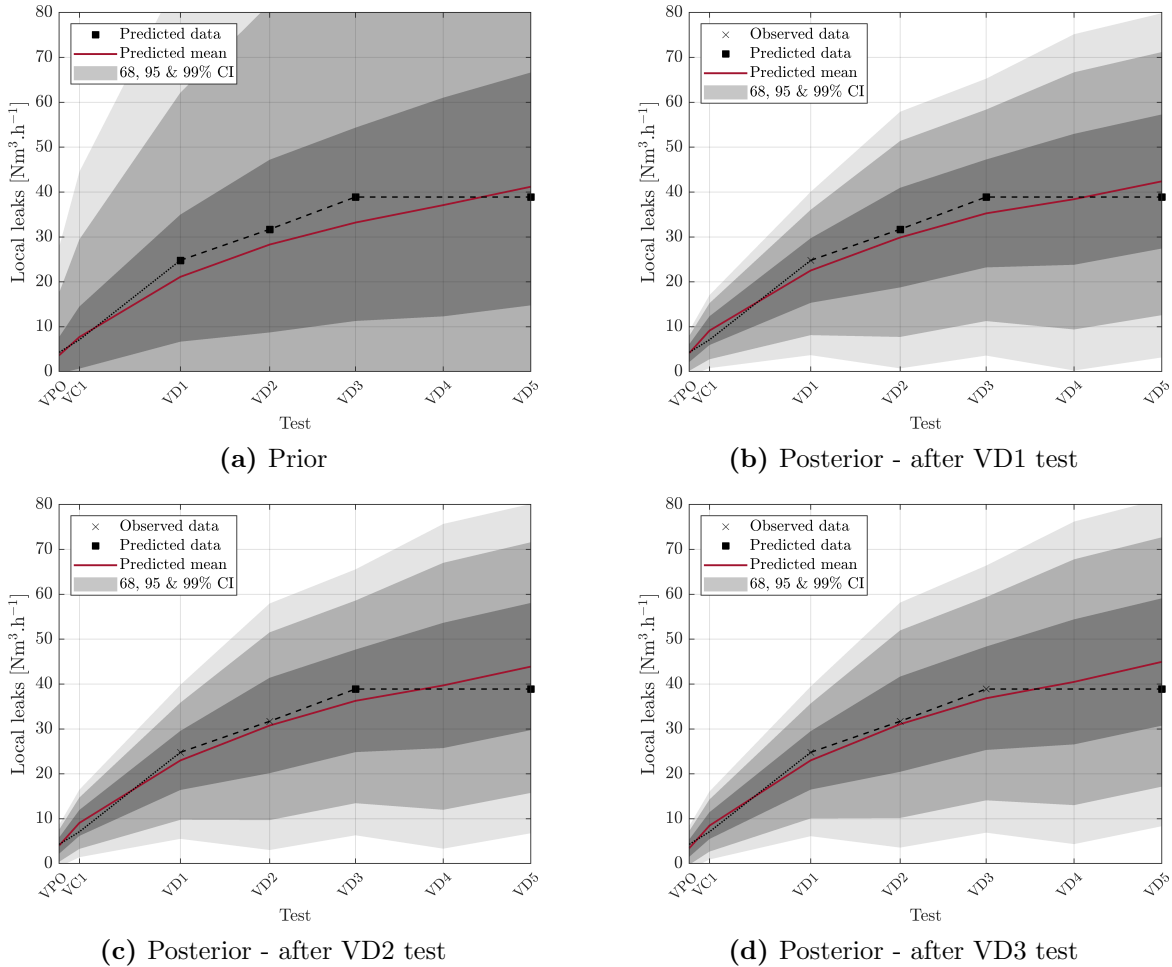 80
70
60
50
40
30
20
10
0
Local leaks [Nm³.h⁻¹]
Predicted data
Predicted mean
68, 95 & 99% CI
VPO
VC1
VD1
VD2
VD3
VD4
VD5
Test
(a) Prior
80
70
60
50
40
30
20
10
0
Local leaks [Nm³.h⁻¹]
Observed data
Predicted data
Predicted mean
68, 95 & 99% CI
VPO
VC1
VD1
VD2
VD3
VD4
VD5
Test
(b) Posterior - after VD1 test
80
70
60
50
40
30
20
10
0
Local leaks [Nm³.h⁻¹]
Observed data
Predicted data
Predicted mean
68, 95 & 99% CI
VPO
VC1
VD1
VD2
VD3
VD4
VD5
Test
(c) Posterior - after VD2 test
80
70
60
50
40
30
20
10
0
Local leaks [Nm³.h⁻¹]
Observed data
Predicted data
Predicted mean
68, 95 & 99% CI
VPO
VC1
VD1
VD2
VD3
VD4
VD5
Test
(d) Posterior - after VD3 test